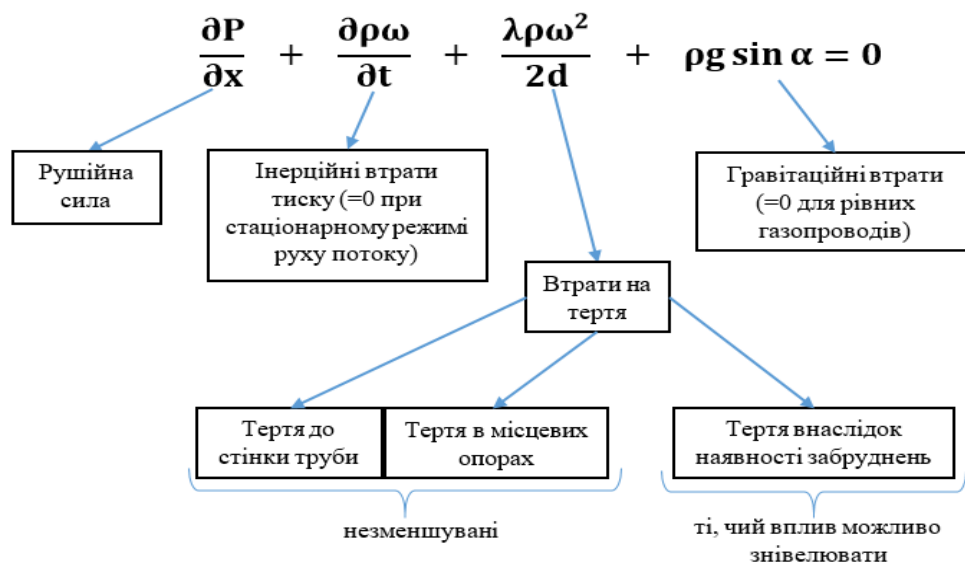 ∂P/∂x + ∂ρω/∂t + λρω²/2d + ρg sin α = 0
Рушійна
сила
Інерційні втрати
тиску (=0 при
стаціонарному режимі
руху потоку)
Гравітаційні втрати
(=0 для рівних
газопроводів)
Втрати на
тертя
Тертя до
стінки труби
Тертя в місцевих
опорах
Тертя внаслідок
наявності забруднень
незменшувані
ті, чий вплив можливо
знівелювати